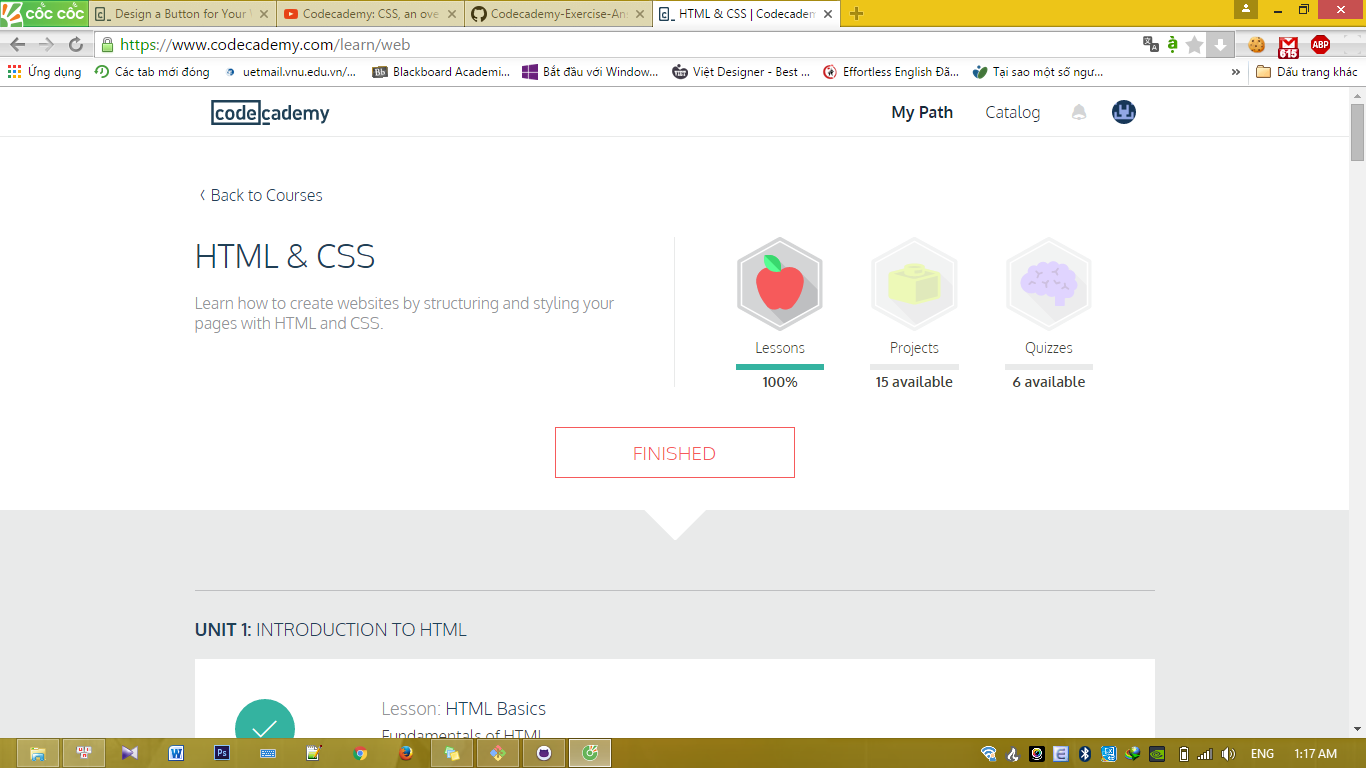 CỐC CỐC
Design a Button for Your
Codecademy: CSS, an ove
Codecademy-Exercise-An
HTML & CSS | Codecadem
https://www.codecademy.com/learn/web
615
ABP
Ứng dụng
Các tab mới đóng
uetmail.vnu.edu.vn/...
Bb
Blackboard Academi...
Bắt đầu với Window...
Việt Designer - Best ...
Effortless English Đã...
Tại sao một số ngư...
»
Dấu trang khác
codecademy
My Path
Catalog
Back to Courses
HTML & CSS
Learn how to create websites by structuring and styling your
pages with HTML and CSS.
Lessons
Projects
Quizzes
100%
15 available
6 available
FINISHED
UNIT 1: INTRODUCTION TO HTML
Lesson: HTML Basics
Fundamentals of HTML
W
Ps
ENG
1:17 AM